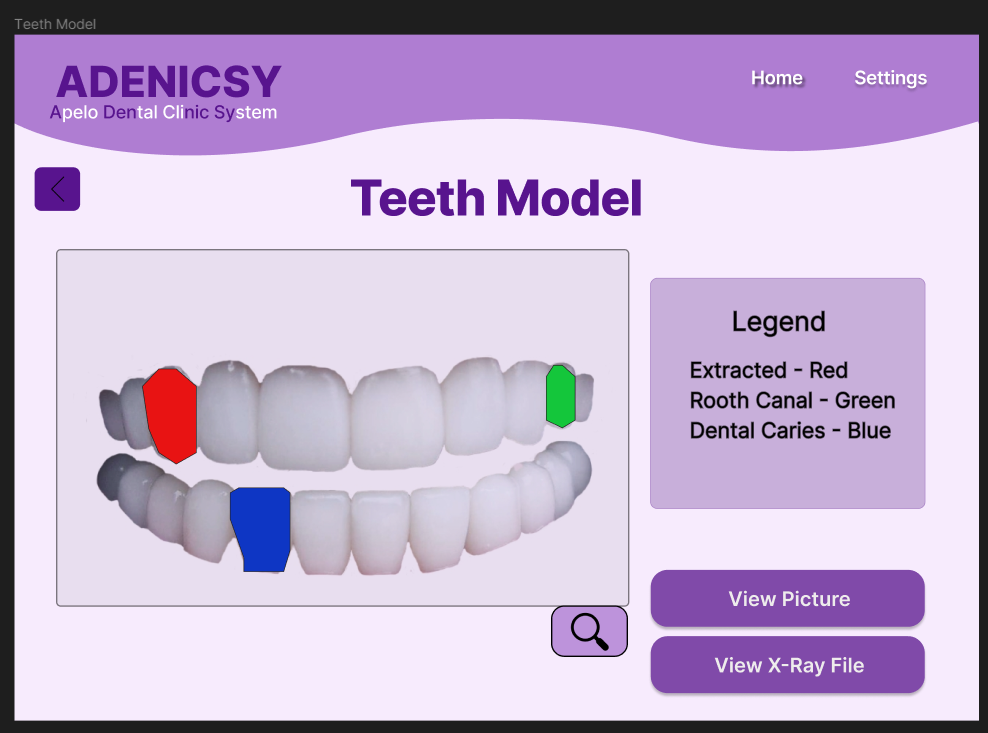 Teeth Model
ADENICSY
Apelo Dental Clinic System
Home
Settings
Teeth Model
Legend
Extracted - Red
Rooth Canal - Green
Dental Caries - Blue
View Picture
View X-Ray File